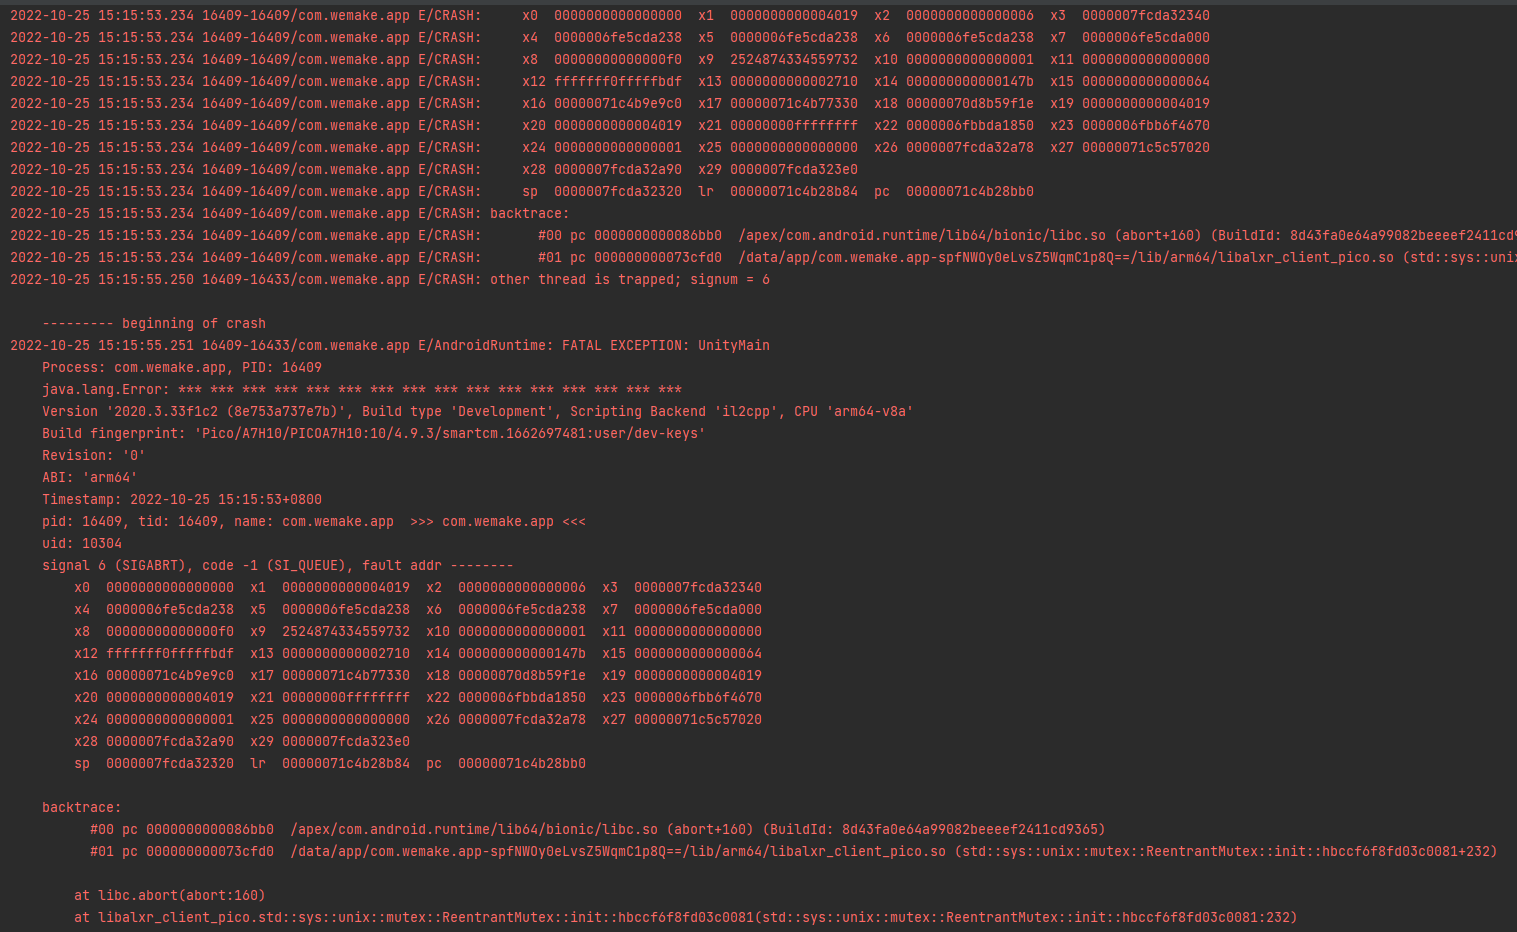 2022-10-25 15:15:53.234 16409-16409/com.wemake.app E/CRASH:     x0  0000000000000000  x1  0000000000004019  x2  0000000000000006  x3  0000007fcda32340
2022-10-25 15:15:53.234 16409-16409/com.wemake.app E/CRASH:     x4  0000006fe5cda238  x5  0000006fe5cda238  x6  0000006fe5cda238  x7  0000006fe5cda000
2022-10-25 15:15:53.234 16409-16409/com.wemake.app E/CRASH:     x8  00000000000000f0  x9  2524874334559732  x10 0000000000000001  x11 0000000000000000
2022-10-25 15:15:53.234 16409-16409/com.wemake.app E/CRASH:     x12 fffffff0fffffbdf  x13 0000000000002710  x14 000000000000147b  x15 0000000000000064
2022-10-25 15:15:53.234 16409-16409/com.wemake.app E/CRASH:     x16 00000071c4b9e9c0  x17 00000071c4b77330  x18 00000070d8b59f1e  x19 0000000000004019
2022-10-25 15:15:53.234 16409-16409/com.wemake.app E/CRASH:     x20 0000000000004019  x21 00000000ffffffff  x22 0000006fbbda1850  x23 0000006fbb6f4670
2022-10-25 15:15:53.234 16409-16409/com.wemake.app E/CRASH:     x24 0000000000000001  x25 0000000000000000  x26 0000007fcda32a78  x27 00000071c5c57020
2022-10-25 15:15:53.234 16409-16409/com.wemake.app E/CRASH:     x28 0000007fcda32a90  x29 0000007fcda323e0
2022-10-25 15:15:53.234 16409-16409/com.wemake.app E/CRASH:     sp  0000007fcda32320  lr  00000071c4b28b84  pc  00000071c4b28bb0
2022-10-25 15:15:53.234 16409-16409/com.wemake.app E/CRASH: backtrace:
2022-10-25 15:15:53.234 16409-16409/com.wemake.app E/CRASH:       #00 pc 0000000000086bb0  /apex/com.android.runtime/lib64/bionic/libc.so (abort+160) (BuildId: 8d43fa0e64a99082beeeef2411cd9
2022-10-25 15:15:53.234 16409-16409/com.wemake.app E/CRASH:       #01 pc 000000000073cfd0  /data/app/com.wemake.app-spfNWOy0eLvsZ5WqmC1p8Q==/lib/arm64/libalxr_client_pico.so (std::sys::unix
2022-10-25 15:15:55.250 16409-16433/com.wemake.app E/CRASH: other thread is trapped; signum = 6
--------- beginning of crash
2022-10-25 15:15:55.251 16409-16433/com.wemake.app E/AndroidRuntime: FATAL EXCEPTION: UnityMain
Process: com.wemake.app, PID: 16409
java.lang.Error: *** *** *** *** *** *** *** *** *** *** *** *** *** *** *** ***
Version '2020.3.33f1c2 (8e753a737e7b)', Build type 'Development', Scripting Backend 'il2cpp', CPU 'arm64-v8a'
Build fingerprint: 'Pico/A7H10/PICOA7H10:10/4.9.3/smartcm.1662697481:user/dev-keys'
Revision: '0'
ABI: 'arm64'
Timestamp: 2022-10-25 15:15:53+0800
pid: 16409, tid: 16409, name: com.wemake.app  >>> com.wemake.app <<<
uid: 10304
signal 6 (SIGABRT), code -1 (SI_QUEUE), fault addr --------
x0  0000000000000000  x1  0000000000004019  x2  0000000000000006  x3  0000007fcda32340
x4  0000006fe5cda238  x5  0000006fe5cda238  x6  0000006fe5cda238  x7  0000006fe5cda000
x8  00000000000000f0  x9  2524874334559732  x10 0000000000000001  x11 0000000000000000
x12 fffffff0fffffbdf  x13 0000000000002710  x14 000000000000147b  x15 0000000000000064
x16 00000071c4b9e9c0  x17 00000071c4b77330  x18 00000070d8b59f1e  x19 0000000000004019
x20 0000000000004019  x21 00000000ffffffff  x22 0000006fbbda1850  x23 0000006fbb6f4670
x24 0000000000000001  x25 0000000000000000  x26 0000007fcda32a78  x27 00000071c5c57020
x28 0000007fcda32a90  x29 0000007fcda323e0
sp  0000007fcda32320  lr  00000071c4b28b84  pc  00000071c4b28bb0
backtrace:
#00 pc 0000000000086bb0  /apex/com.android.runtime/lib64/bionic/libc.so (abort+160) (BuildId: 8d43fa0e64a99082beeeef2411cd9365)
#01 pc 000000000073cfd0  /data/app/com.wemake.app-spfNWOy0eLvsZ5WqmC1p8Q==/lib/arm64/libalxr_client_pico.so (std::sys::unix::mutex::ReentrantMutex::init::hbccf6f8fd03c0081+232)
at libc.abort(abort:160)
at libalxr_client_pico.std::sys::unix::mutex::ReentrantMutex::init::hbccf6f8fd03c0081(std::sys::unix::mutex::ReentrantMutex::init::hbccf6f8fd03c0081:232)